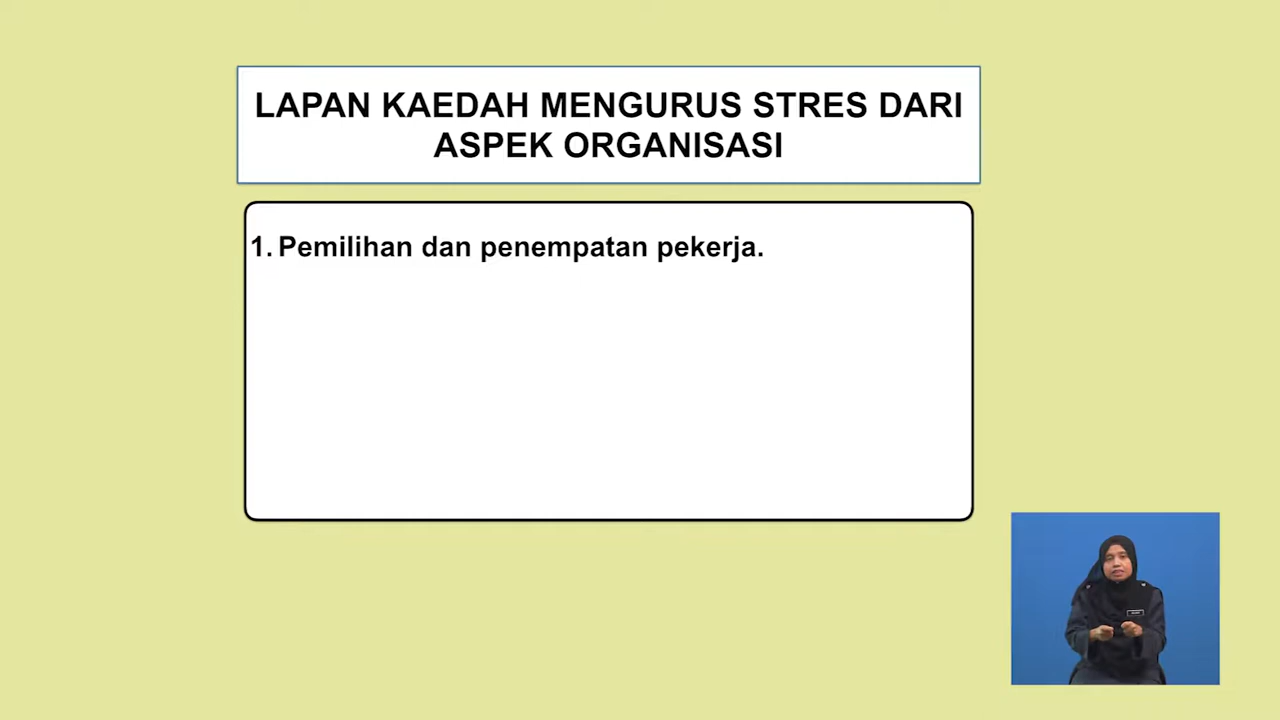 LAPAN KAEDAH MENGURUS STRES DARI
ASPEK ORGANISASI
1. Pemilihan dan penempatan pekerja.